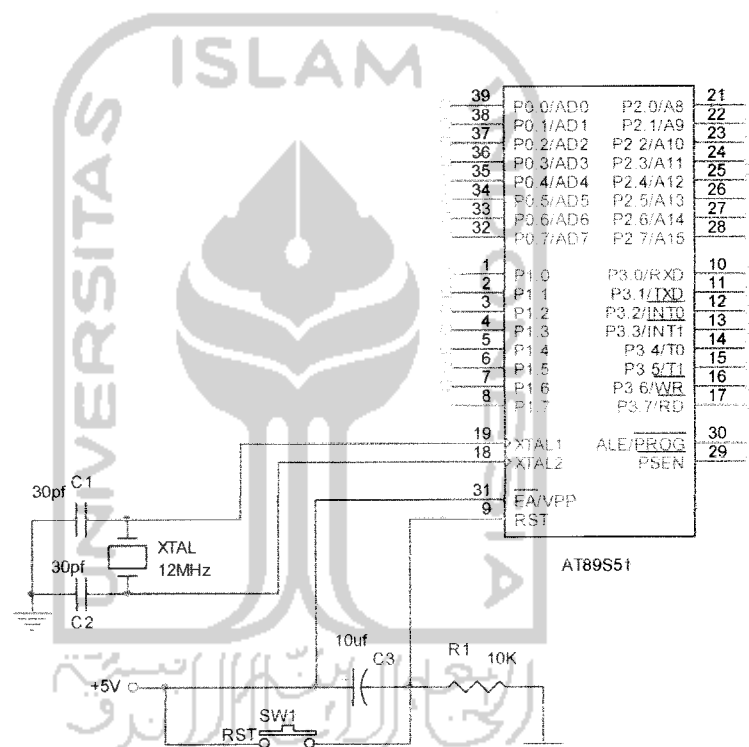 ISLAM
UNIVERSITAS
INDONESIA
39 P0.0/AD0 P2.0/A8 21
38 P0.1/AD1 P2.1/A9 22
37 P0.2/AD2 P2.2/A10 23
36 P0.3/AD3 P2.3/A11 24
35 P0.4/AD4 P2.4/A12 25
34 P0.5/AD5 P2.5/A13 26
33 P0.6/AD6 P2.6/A14 27
32 P0.7/AD7 P2.7/A15 28
1 P1.0 P3.0/RXD 10
2 P1.1 P3.1/TXD 11
3 P1.2 P3.2/INT0 12
4 P1.3 P3.3/INT1 13
5 P1.4 P3.4/T0 14
6 P1.5 P3.5/T1 15
7 P1.6 P3.6/WR 16
8 P1.7 P3.7/RD 17
19 XTAL1 ALE/PROG 30
18 XTAL2 PSEN 29
31 EA/VPP
9 RST
AT89S51
30pf C1
XTAL
12MHz
30pf
C2
10uf
C3
R1
10K
+5V
SW1
RST